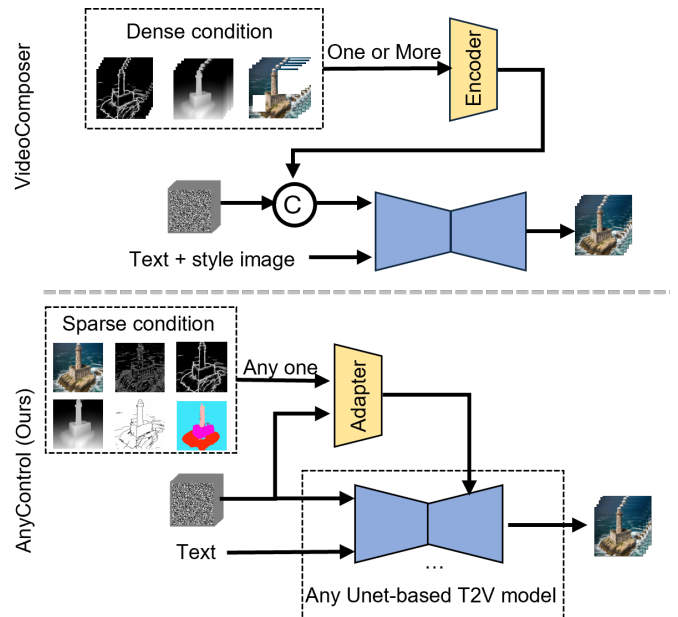 VideoComposer
Dense condition
One or More
Encoder
C
Text + style image
AnyControl (Ours)
Sparse condition
Any one
Adapter
Text
...
Any Unet-based T2V model